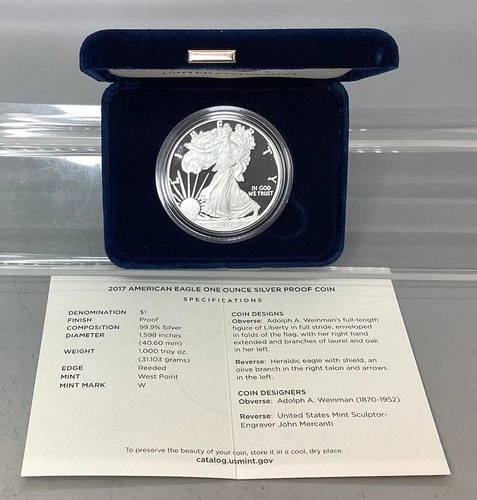 UNITED STATES MINT
LIBERTY
IN GOD
WE TRUST
2017
2017 AMERICAN EAGLE ONE OUNCE SILVER PROOF COIN
SPECIFICATIONS
DENOMINATION $1
FINISH Proof
COMPOSITION 99.9% Silver
DIAMETER 1.598 inches
(40.60 mm)
WEIGHT 1.000 troy oz.
(31.103 grams)
EDGE Reeded
MINT West Point
MINT MARK W
COIN DESIGNS
Obverse: Adolph A. Weinman's full-length
figure of Liberty in full stride, enveloped
in folds of the flag, with her right hand
extended and branches of laurel and oak
in her left.
Reverse: Heraldic eagle with shield, an
olive branch in the right talon and arrows
in the left.
COIN DESIGNERS
Obverse: Adolph A. Weinman (1870-1952)
Reverse: United States Mint Sculptor-
Engraver John Mercanti
To preserve the beauty of your coin, store it in a cool, dry place.
catalog.usmint.gov